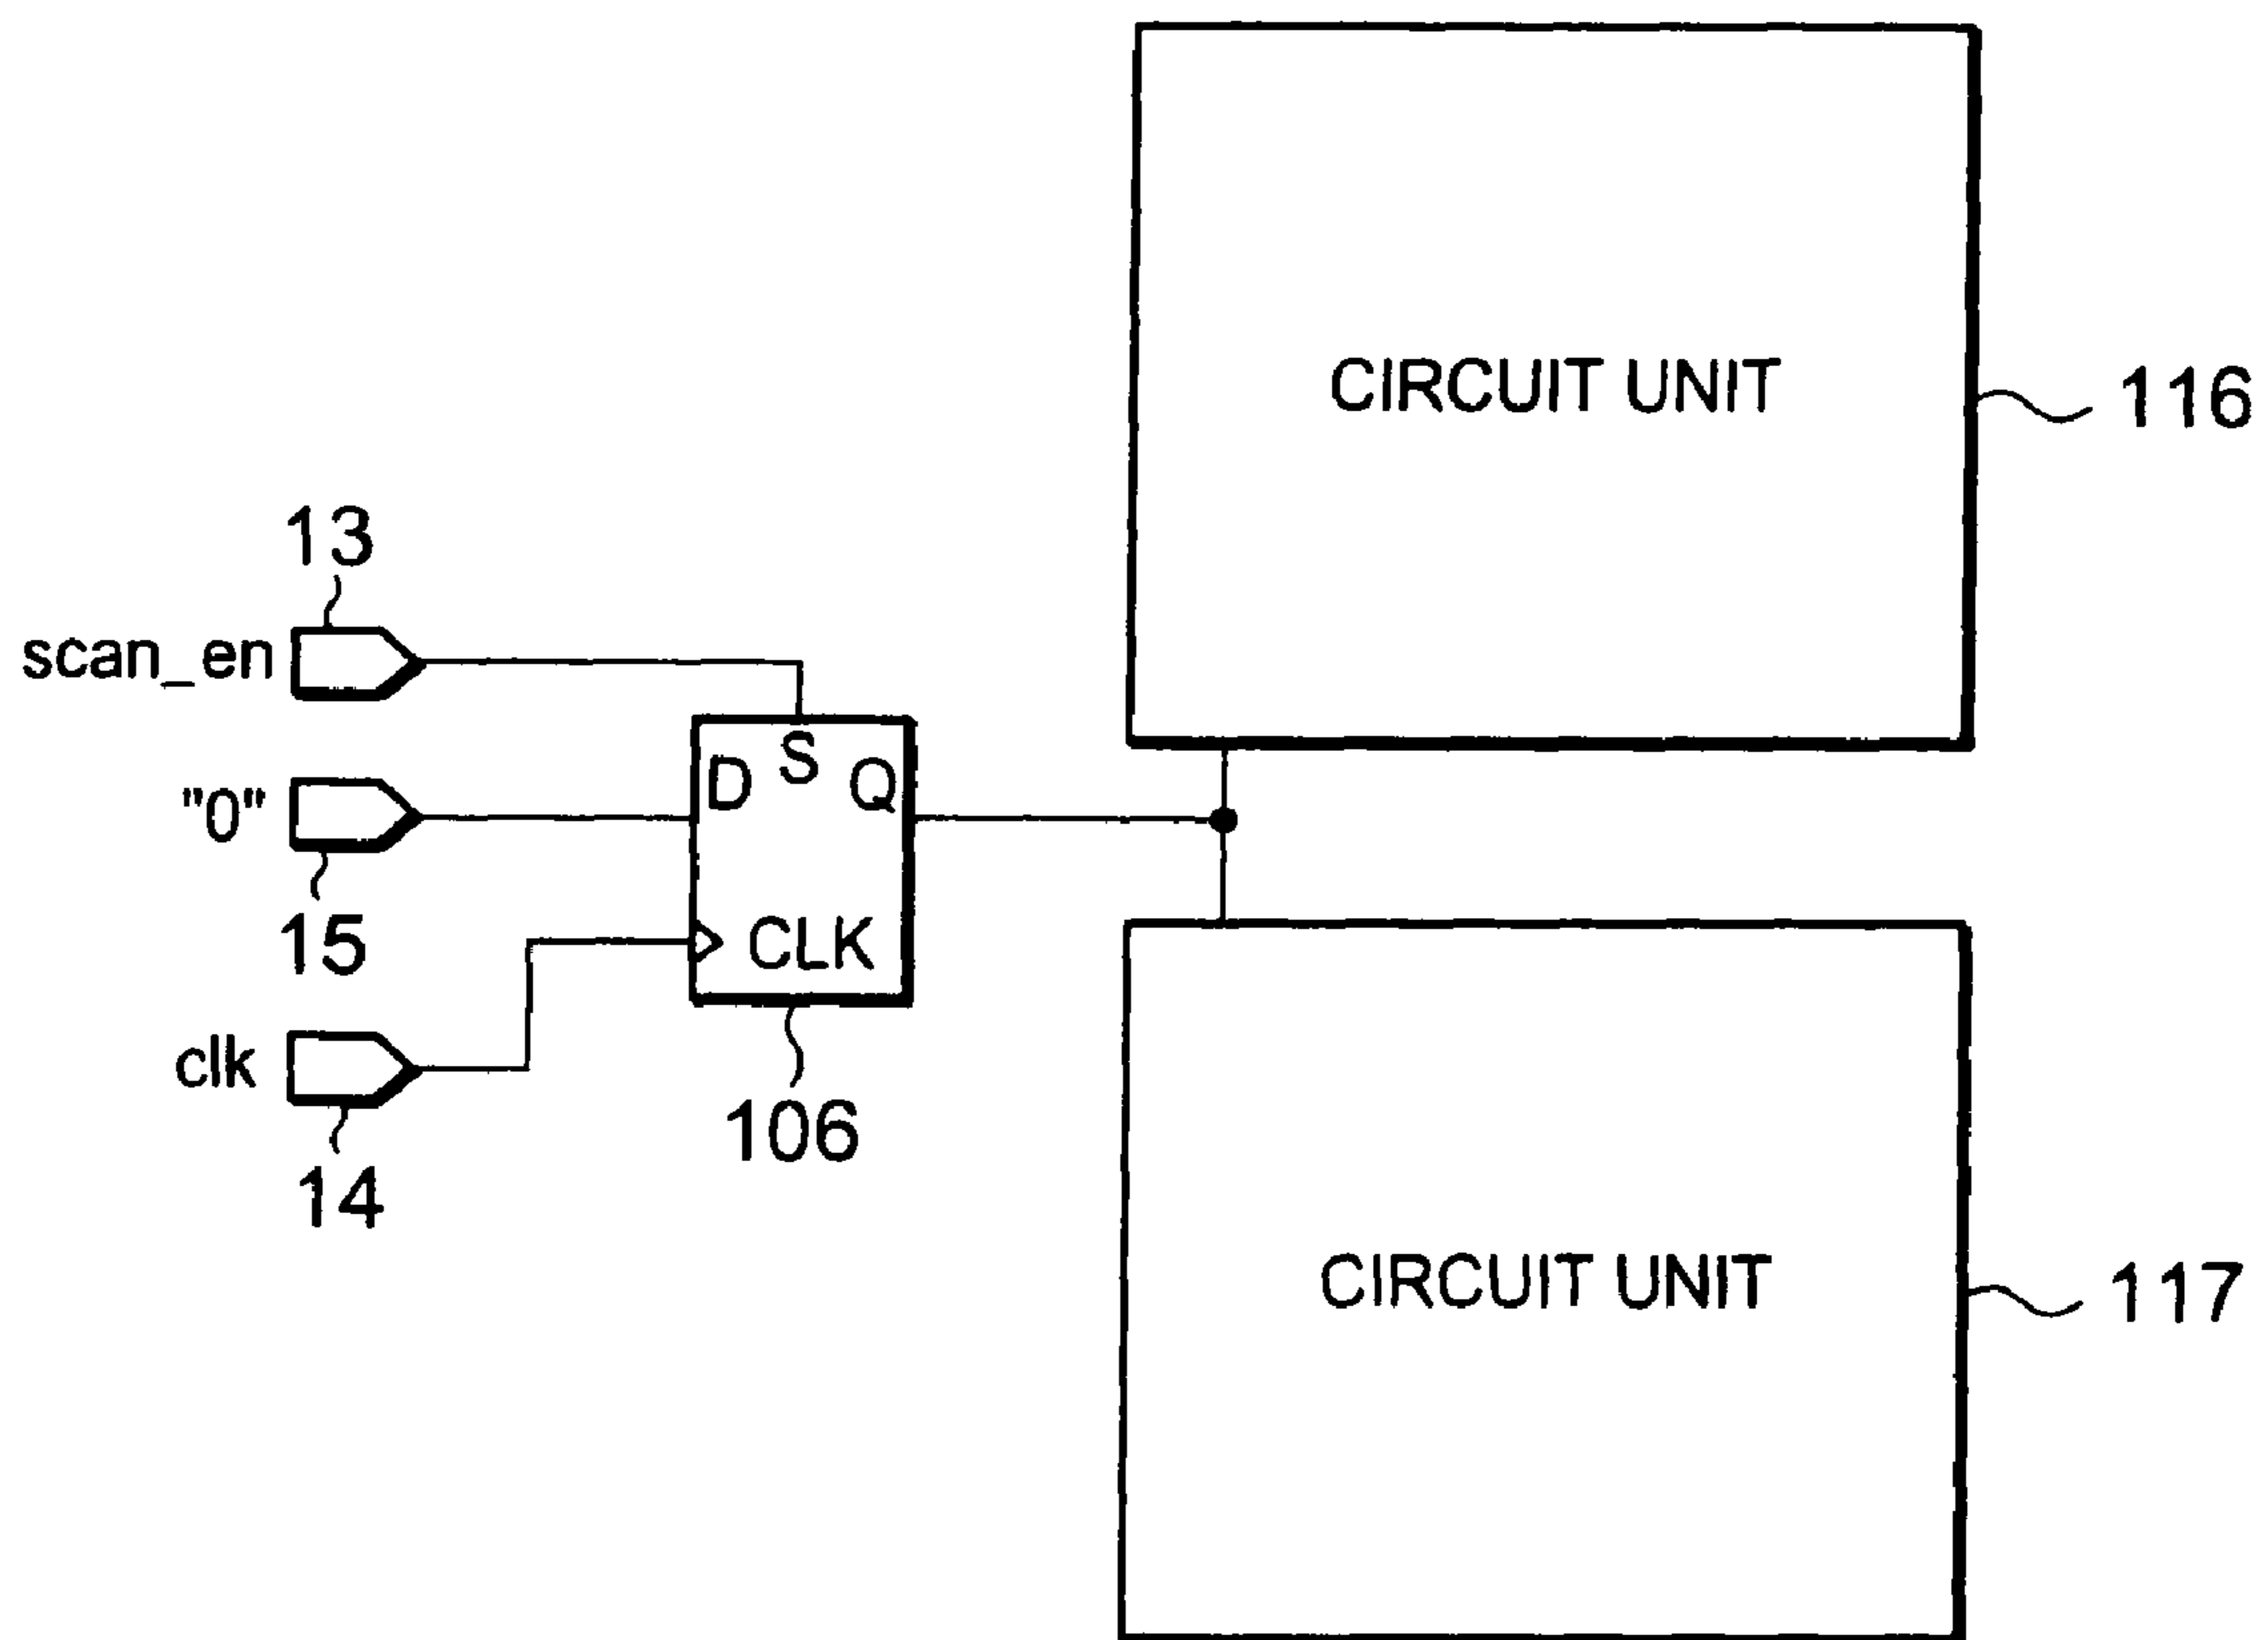 CIRCUIT UNIT
116
13
scan_en
"0"
15
clk
14
D
S
Q
CLK
106
CIRCUIT UNIT
117